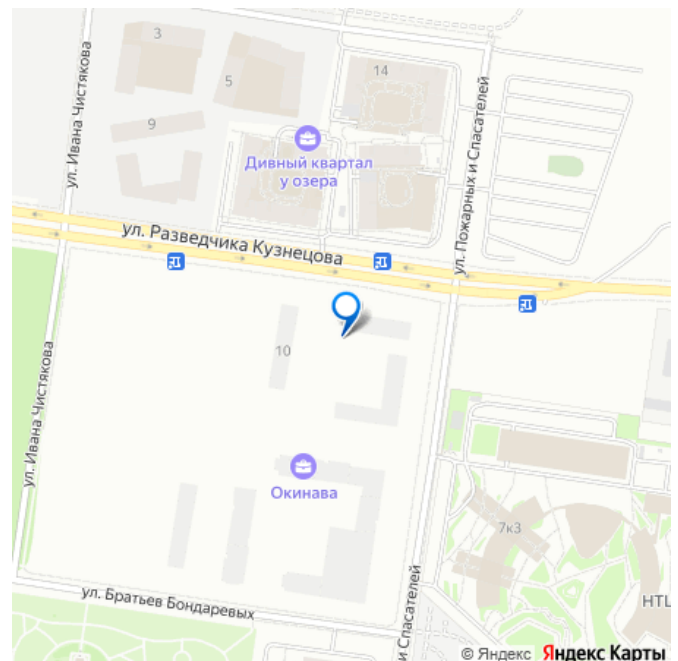 3
14
5
9
ул. Ивана Чистякова
ул. Пожарных и Спасателей
Дивный квартал
у озера
ул. Разведчика Кузнецова
10
ул. Ивана Чистякова
Окинава
7к3
ул. Братьев Бондаревых
и Спасателей
НТЦ
© Яндекс Яндекс Карты